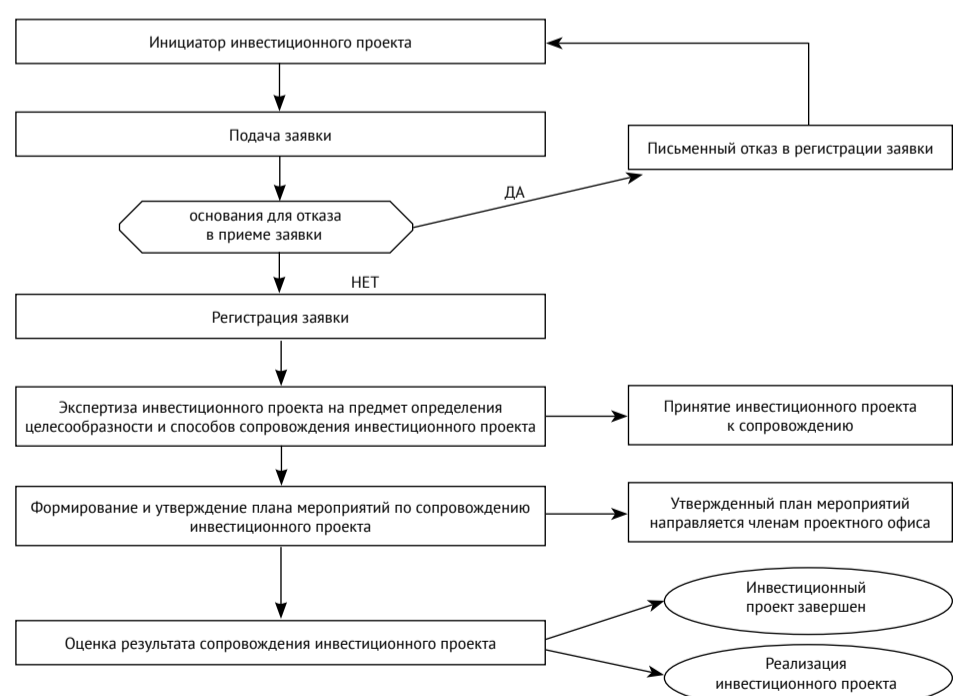 Инициатор инвестиционного проекта
Подача заявки
Письменный отказ в регистрации заявки
ДА
основания для отказа
в приеме заявки
НЕТ
Регистрация заявки
Экспертиза инвестиционного проекта на предмет определения
целесообразности и способов сопровождения инвестиционного проекта
Принятие инвестиционного проекта
к сопровождению
Формирование и утверждение плана мероприятий по сопровождению
инвестиционного проекта
Утвержденный план мероприятий
направляется членам проектного офиса
Инвестиционный
проект завершен
Оценка результата сопровождения инвестиционного проекта
Реализация
инвестиционного проекта